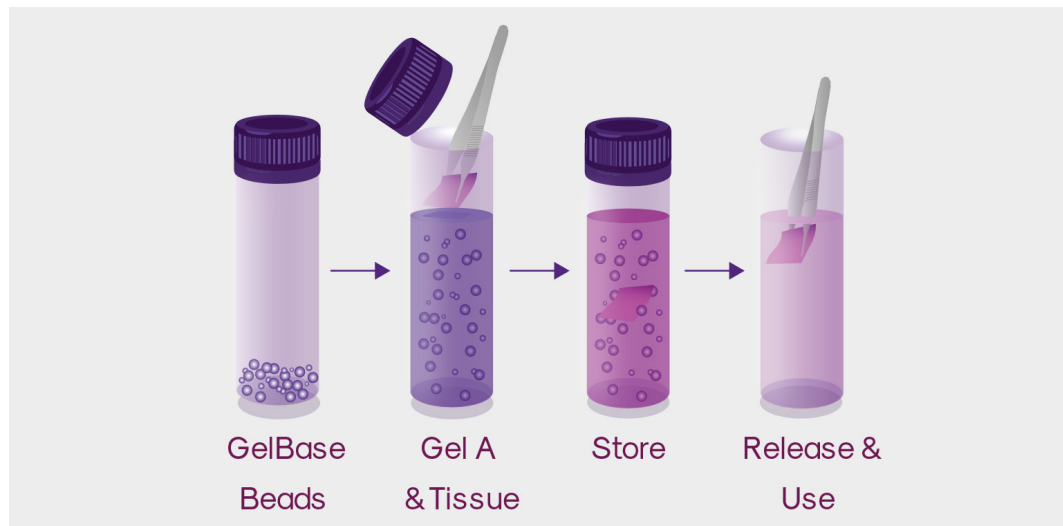 GelBase
Beads
Gel A
& Tissue
Store
Release &
Use